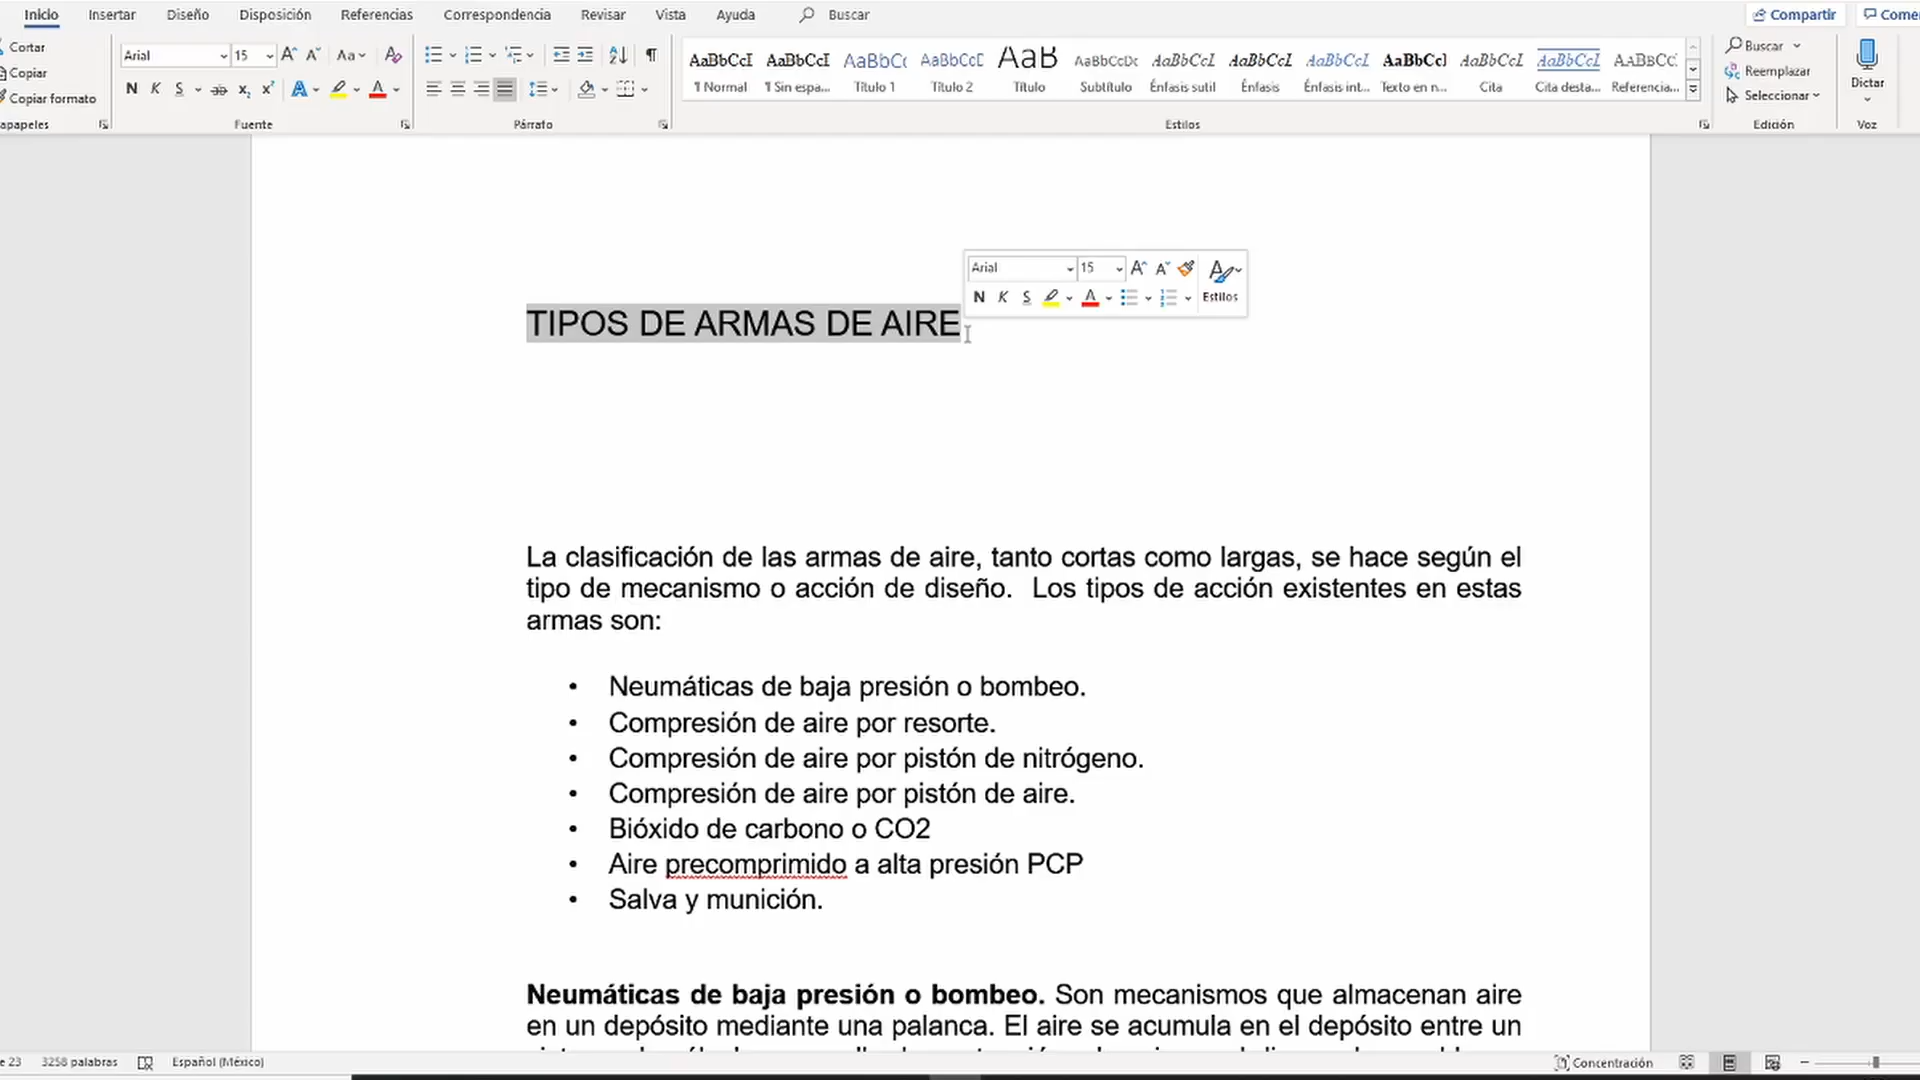 Inicio Insertar Diseño Disposición Referencias Correspondencia Revisar Vista Ayuda Buscar Compartir
Cortar Arial 15 Aa Buscar
Copiar Reemplazar
Copiar formato N K S ab x₂ x² A A Seleccionar
AaBbCcI AaBbCcI AaBbCc AaBbCcD AaB AaBbCcDc AaBbCcI AaBbCcI AaBbCcI AaBbCcI AaBbCcI AaBbCcI AaBbCc
¶ Normal ¶ Sin espa... Título 1 Título 2 Título Subtítulo Énfasis sutil Énfasis Énfasis int... Texto en n... Cita Cita desta... Referencia... Dictar
apapeles Fuente Párrafo Estilos Edición Voz
Arial 15
N K S A Estilos
TIPOS DE ARMAS DE AIRE
La clasificación de las armas de aire, tanto cortas como largas, se hace según el
tipo de mecanismo o acción de diseño.  Los tipos de acción existentes en estas
armas son:
• Neumáticas de baja presión o bombeo.
• Compresión de aire por resorte.
• Compresión de aire por pistón de nitrógeno.
• Compresión de aire por pistón de aire.
• Bióxido de carbono o CO2
• Aire precomprimido a alta presión PCP
• Salva y munición.
Neumáticas de baja presión o bombeo. Son mecanismos que almacenan aire
en un depósito mediante una palanca. El aire se acumula en el depósito entre un
e 23 3258 palabras Español (México) Concentración